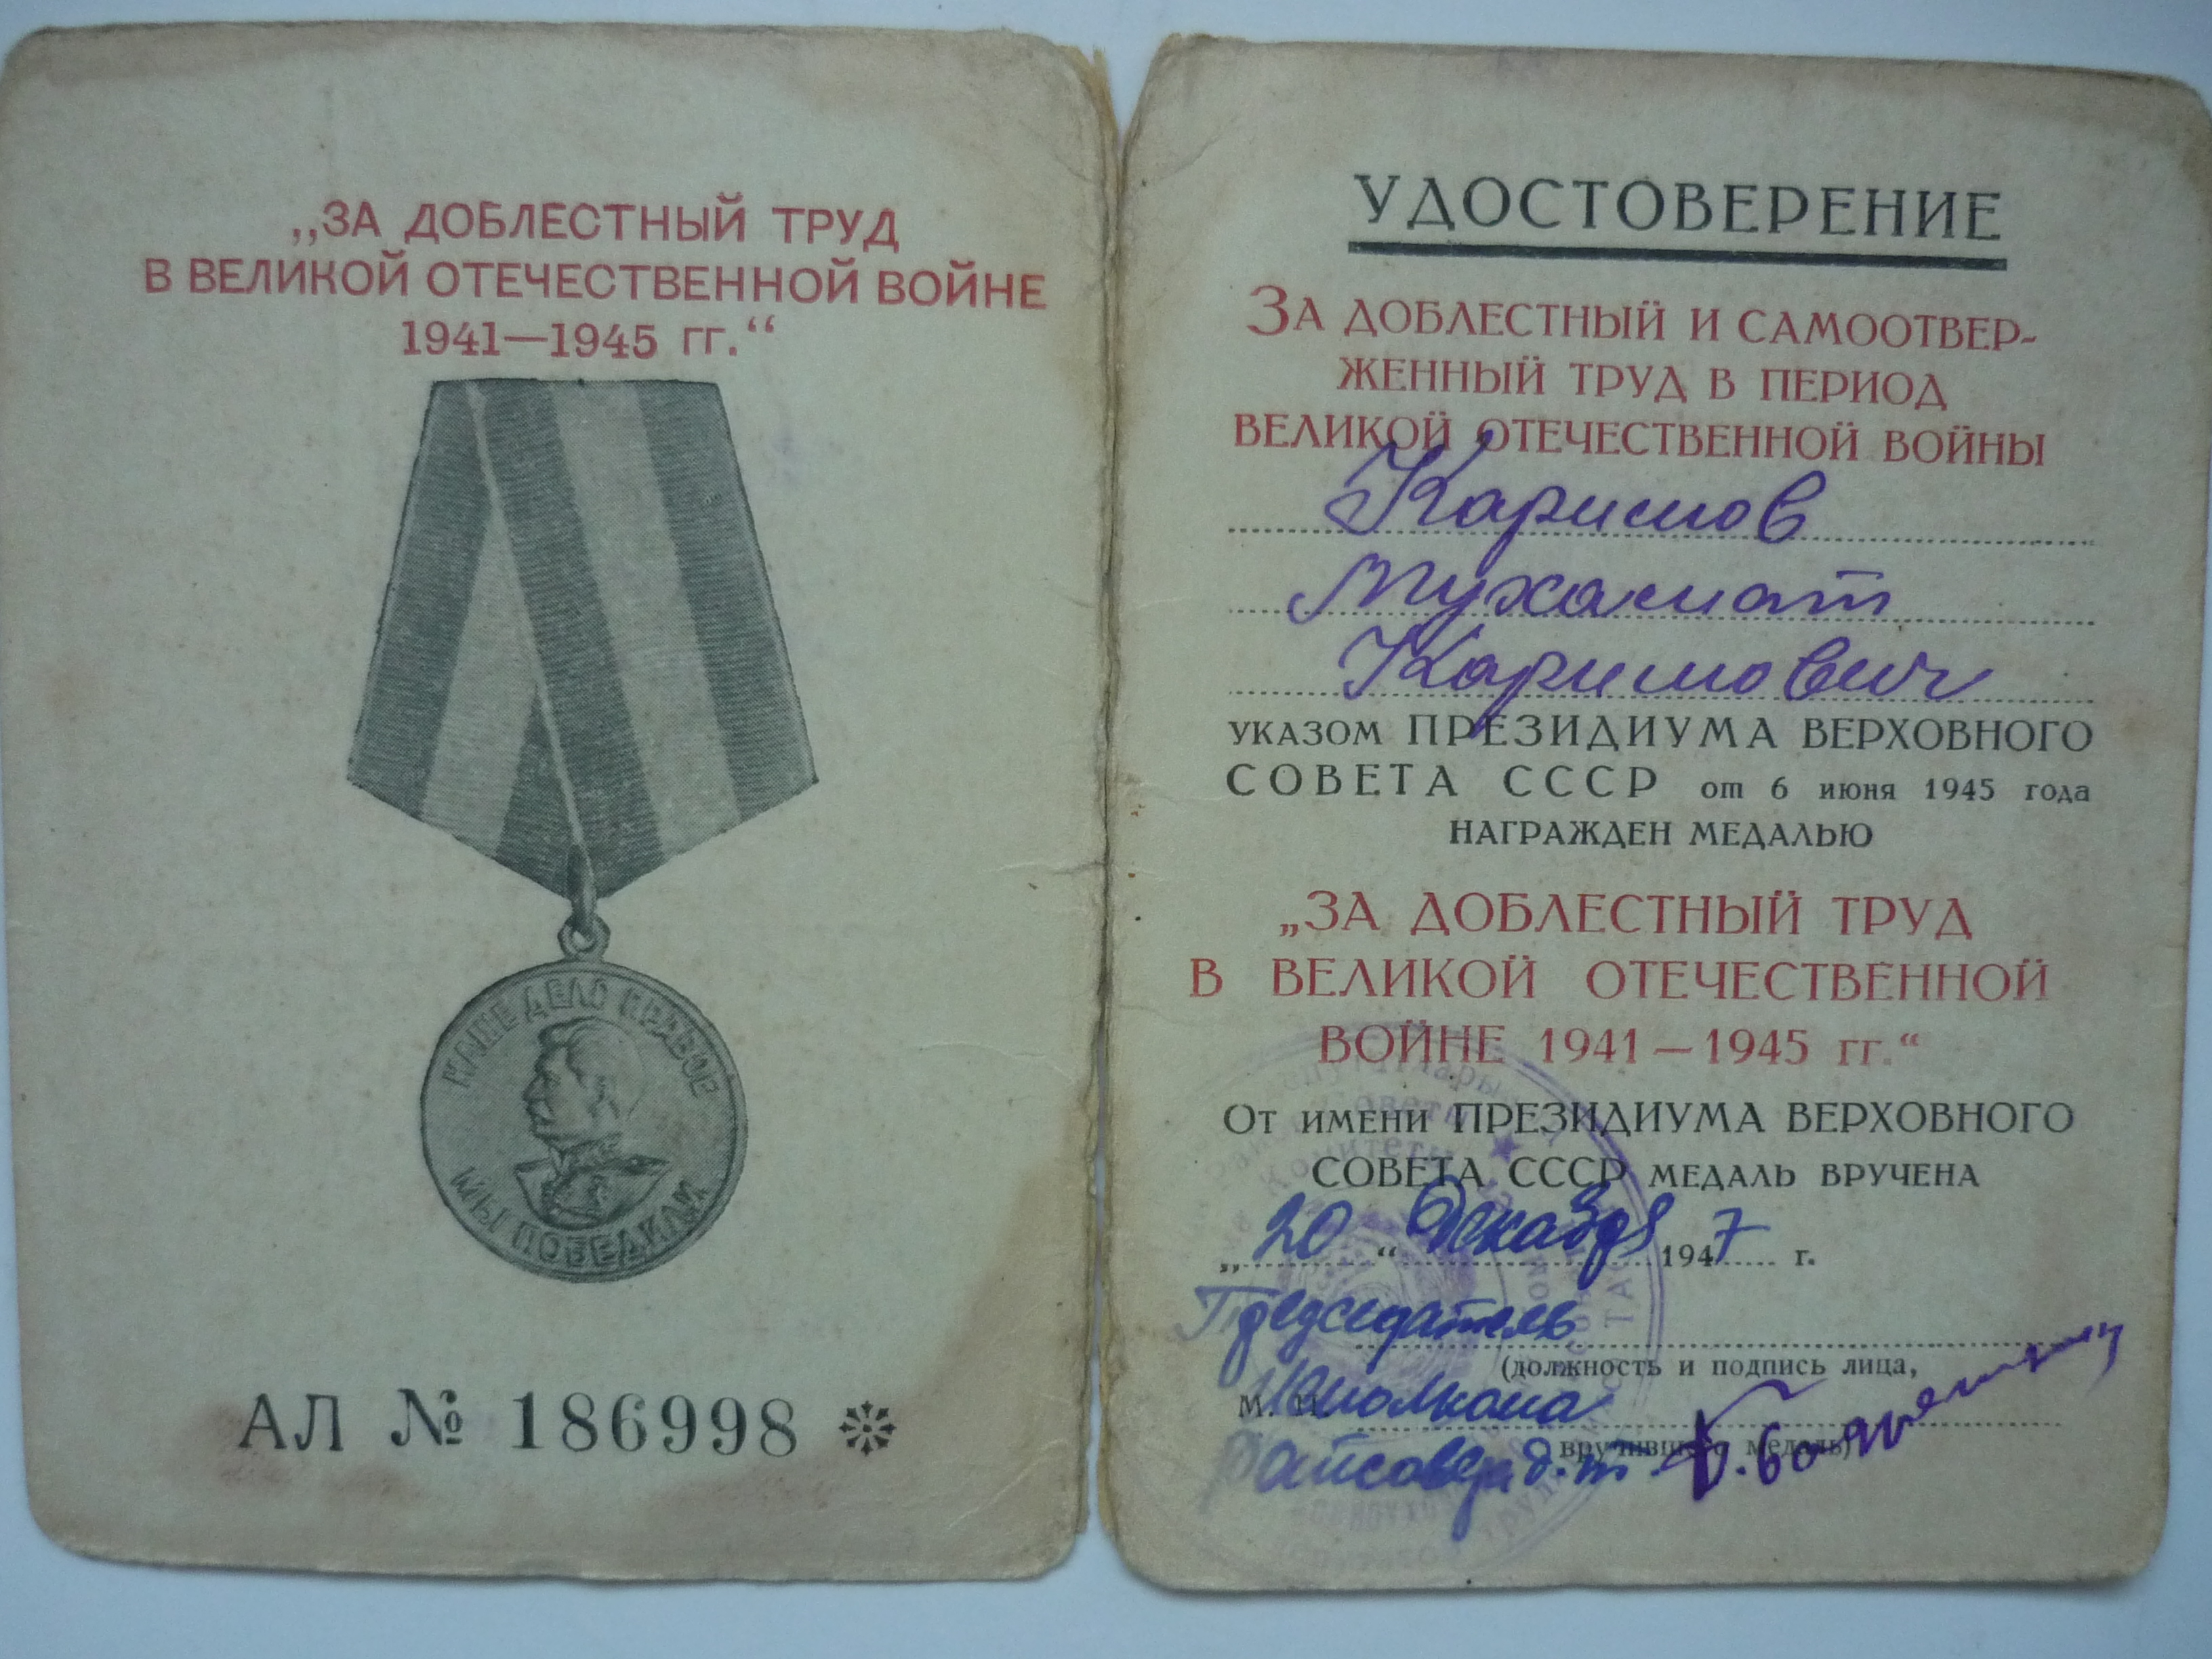 „ЗА ДОБЛЕСТНЫЙ ТРУД
В ВЕЛИКОЙ ОТЕЧЕСТВЕННОЙ ВОЙНЕ
1941—1945 гг.“
НАШЕ ДЕЛО ПРАВОЕ
МЫ ПОБЕДИЛИ
АЛ № 186998
УДОСТОВЕРЕНИЕ
ЗА ДОБЛЕСТНЫЙ И САМООТВЕР-
ЖЕННЫЙ ТРУД В ПЕРИОД
ВЕЛИКОЙ ОТЕЧЕСТВЕННОЙ ВОЙНЫ
Каримов
Мухамат
Каримович
УКАЗОМ ПРЕЗИДИУМА ВЕРХОВНОГО
СОВЕТА СССР от 6 июня 1945 года
НАГРАЖДЕН МЕДАЛЬЮ
„ЗА ДОБЛЕСТНЫЙ ТРУД
В ВЕЛИКОЙ ОТЕЧЕСТВЕННОЙ
ВОЙНЕ 1941—1945 гг.“
ОТ ИМЕНИ ПРЕЗИДИУМА ВЕРХОВНОГО
СОВЕТА СССР МЕДАЛЬ ВРУЧЕНА
„20“ декабря 1947 г.
Председатель
(должность и подпись лица,
М. П. Исполкома
вручившего медаль)
Райсовета д.т.